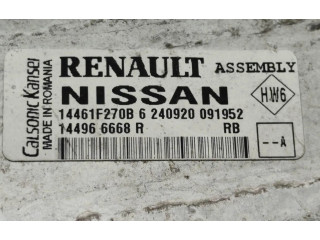 Calsonic Kansei
MADE IN ROMANIA
RENAULT ASSEMBLY
NISSAN
HW6
14461F270B 6 240920 091952
14496 6668 R RB
--A